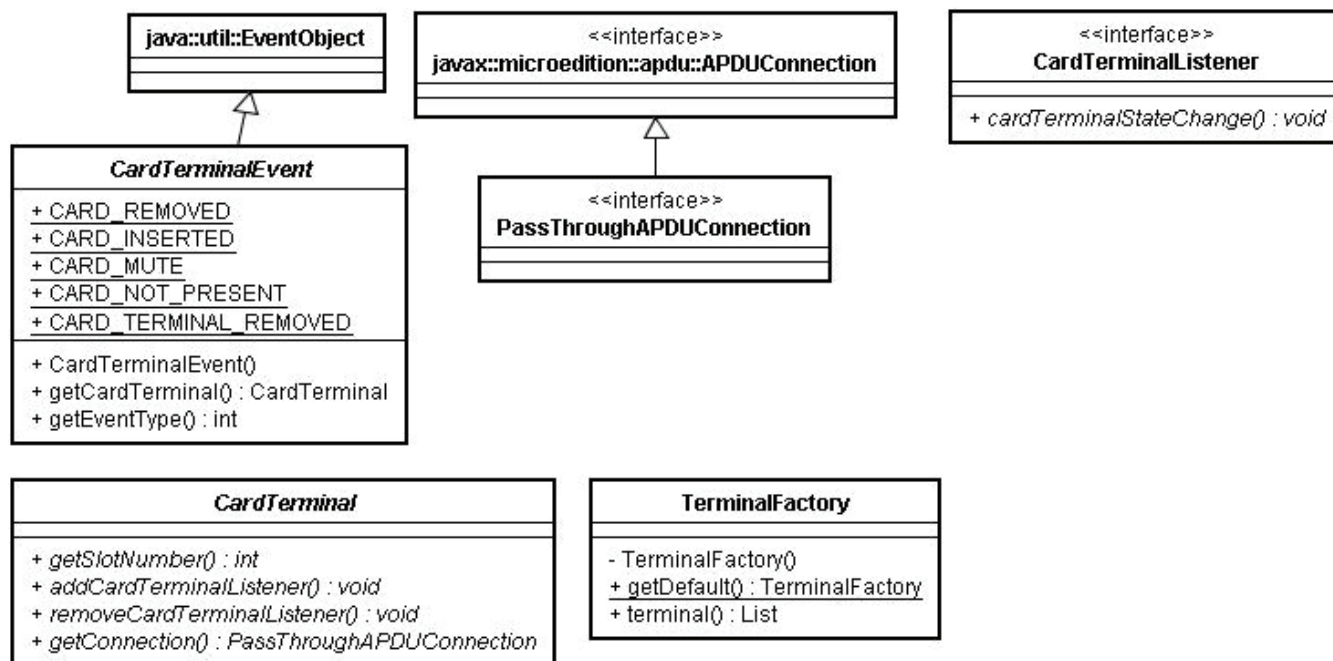 java::util::EventObject
<<interface>>
javax::microedition::apdu::APDUConnection
<<interface>>
CardTerminalListener
+ cardTerminalStateChange() : void
CardTerminalEvent
+ CARD_REMOVED
+ CARD_INSERTED
+ CARD_MUTE
+ CARD_NOT_PRESENT
+ CARD_TERMINAL_REMOVED
+ CardTerminalEvent()
+ getCardTerminal() : CardTerminal
+ getEventType() : int
<<interface>>
PassThroughAPDUConnection
CardTerminal
+ getSlotNumber() : int
+ addCardTerminalListener() : void
+ removeCardTerminalListener() : void
+ getConnection() : PassThroughAPDUConnection
TerminalFactory
- TerminalFactory()
+ getDefault() : TerminalFactory
+ terminal() : List